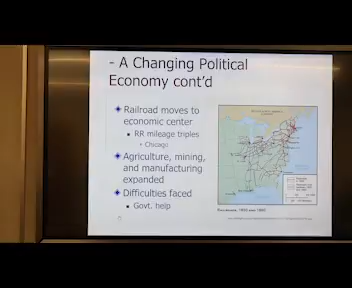 - A Changing Political
Economy cont'd
Railroad moves to
economic center
RR mileage triples
Chicago
Agriculture, mining,
and manufacturing
expanded
Difficulties faced
Govt. help